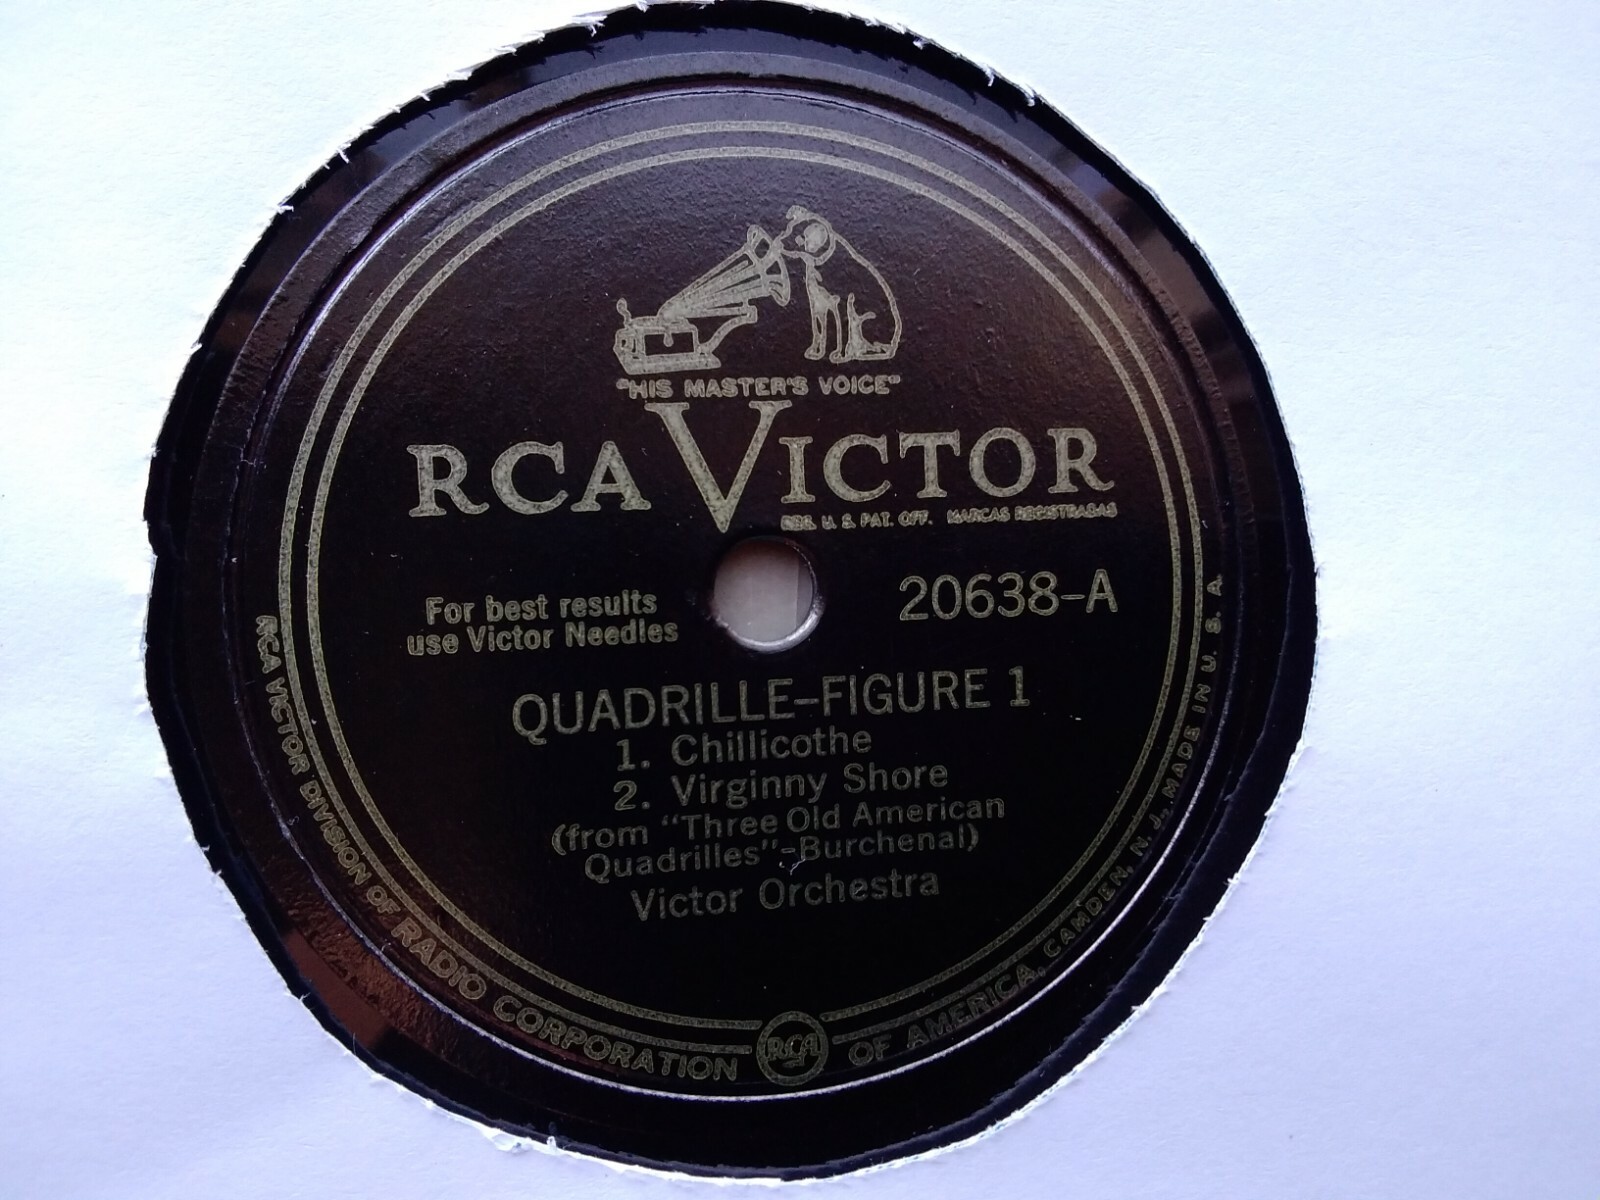 "HIS MASTER'S VOICE"
RCA VICTOR
REG. U. S. PAT. OFF. MARCAS REGISTRADAS
For best results
use Victor Needles
20638-A
QUADRILLE-FIGURE 1
1. Chillicothe
2. Virginny Shore
(from "Three Old American
Quadrilles"-Burchenal)
Victor Orchestra
RCA VICTOR DIVISION OF RADIO CORPORATION OF AMERICA, CAMDEN, N. J., MADE IN U. S. A.
RCA